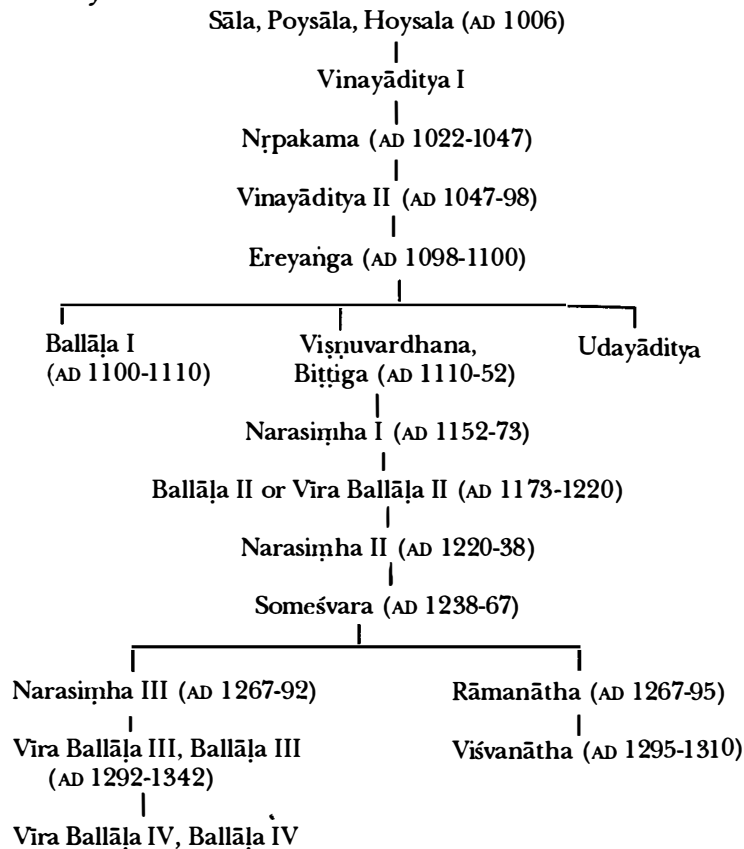 Sāla, Poysāla, Hoysala (AD 1006)
Vinayāditya I
Nṛpakama (AD 1022-1047)
Vinayāditya II (AD 1047-98)
Ereyaṅga (AD 1098-1100)
Ballāḷa I
(AD 1100-1110)
Viṣṇuvardhana,
Biṭṭiga (AD 1110-52)
Udayāditya
Narasiṃha I (AD 1152-73)
Ballāḷa II or Vīra Ballāḷa II (AD 1173-1220)
Narasiṃha II (AD 1220-38)
Someśvara (AD 1238-67)
Narasiṃha III (AD 1267-92)
Rāmanātha (AD 1267-95)
Vīra Ballāḷa III, Ballāḷa III
(AD 1292-1342)
Viśvanātha (AD 1295-1310)
Vīra Ballāḷa IV, Ballāḷa IV